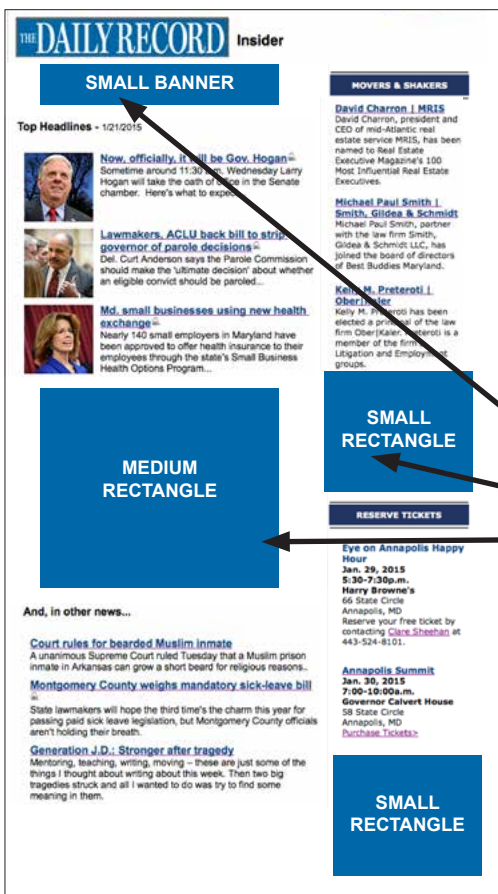 THE DAILY RECORD Insider
SMALL BANNER
Top Headlines - 1/21/2015
Now, officially, it will be Gov. Hogan
Sometime around 11:30 a.m. Wednesday Larry
Hogan will take the oath of office in the Senate
chamber. Here's what to expect.
Lawmakers, ACLU back bill to strip
governor of parole decisions
Del. Curt Anderson says the Parole Commission
should make the 'ultimate decision' about whether
an eligible convict should be paroled...
Md. small businesses using new health
exchange
Nearly 140 small employers in Maryland have
been approved to offer health insurance to their
employees through the state's Small Business
Health Options Program...
MEDIUM
RECTANGLE
And, in other news...
Court rules for bearded Muslim inmate
A unanimous Supreme Court ruled Tuesday that a Muslim prison
inmate in Arkansas can grow a short beard for religious reasons..
Montgomery County weighs mandatory sick-leave bill
State lawmakers will hope the third time's the charm this year for
passing paid sick leave legislation, but Montgomery County officials
aren't holding their breath.
Generation J.D.: Stronger after tragedy
Mentoring, teaching, writing, moving – these are just some of the
things I thought about writing about this week. Then two big
tragedies struck and all I wanted to do was try to find some
meaning in them.
MOVERS & SHAKERS
David Charron | MRIS
David Charron, president and
CEO of mid-Atlantic real
estate service MRIS, has been
named to Real Estate
Executive Magazine's 100
Most Influential Real Estate
Executives.
Michael Paul Smith |
Smith, Gildea & Schmidt
Michael Paul Smith, partner
with the law firm Smith,
Gildea & Schmidt LLC, has
joined the board of directors
of Best Buddies Maryland.
Kelly M. Preteroti |
Ober|Kaler
Kelly M. Preteroti has been
elected a principal of the law
firm Ober|Kaler. Preteroti is a
member of the firm's
Litigation and Employment
groups.
SMALL
RECTANGLE
RESERVE TICKETS
Eye on Annapolis Happy
Hour
Jan. 29, 2015
5:30-7:30p.m.
Harry Browne's
66 State Circle
Annapolis, MD
Reserve your free ticket by
contacting Clare Sheehan at
443-524-8101.
Annapolis Summit
Jan. 30, 2015
7:00-10:00a.m.
Governor Calvert House
58 State Circle
Annapolis, MD
Purchase Tickets>
SMALL
RECTANGLE